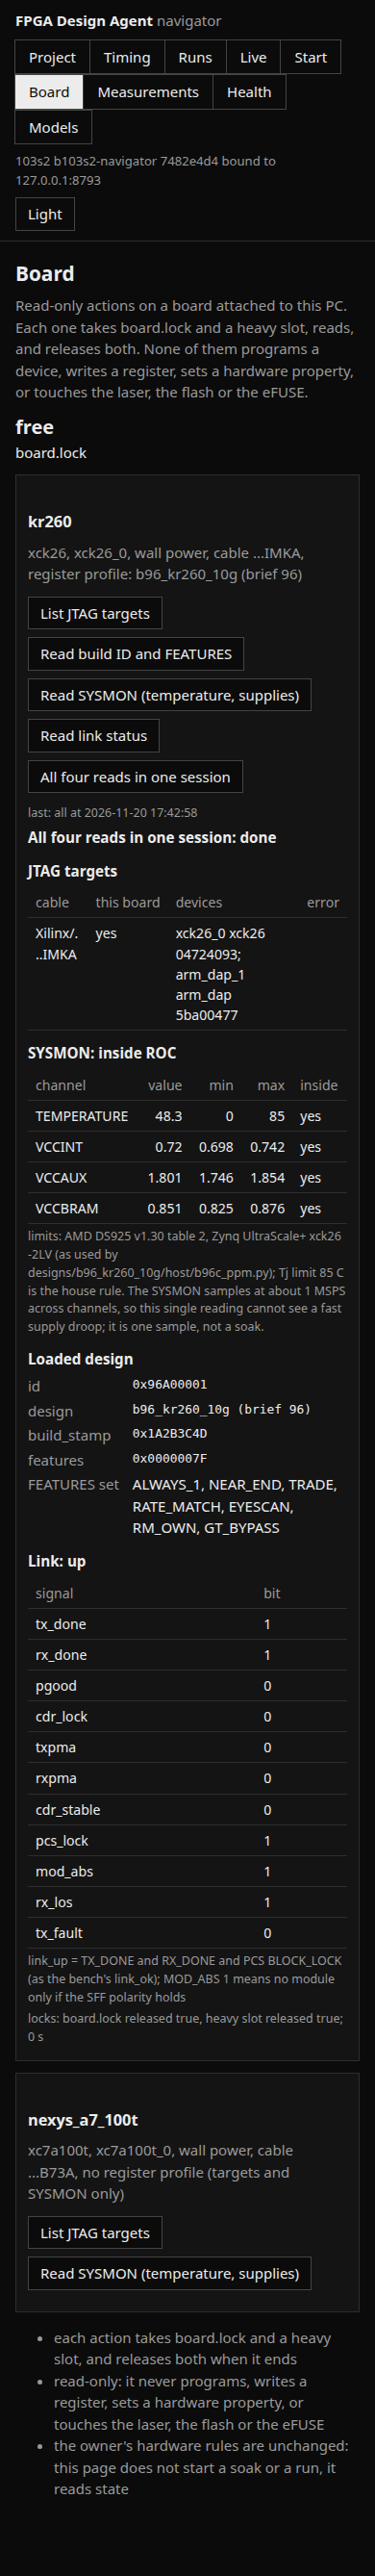 FPGA Design Agent navigator
Project Timing Runs Live Start
Board Measurements Health
Models
103s2 b103s2-navigator 7482e4d4 bound to
127.0.0.1:8793
Light
Board
Read-only actions on a board attached to this PC.
Each one takes board.lock and a heavy slot, reads,
and releases both. None of them programs a
device, writes a register, sets a hardware property,
or touches the laser, the flash or the eFUSE.
free
board.lock
kr260
xck26, xck26_0, wall power, cable ...IMKA,
register profile: b96_kr260_10g (brief 96)
List JTAG targets
Read build ID and FEATURES
Read SYSMON (temperature, supplies)
Read link status
All four reads in one session
last: all at 2026-11-20 17:42:58
All four reads in one session: done
JTAG targets
cable this board devices error
Xilinx/. yes xck26_0 xck26
..IMKA 04724093;
arm_dap_1
arm_dap
5ba00477
SYSMON: inside ROC
channel value min max inside
TEMPERATURE 48.3 0 85 yes
VCCINT 0.72 0.698 0.742 yes
VCCAUX 1.801 1.746 1.854 yes
VCCBRAM 0.851 0.825 0.876 yes
limits: AMD DS925 v1.30 table 2, Zynq UltraScale+ xck26
-2LV (as used by
designs/b96_kr260_10g/host/b96c_ppm.py); Tj limit 85 C
is the house rule. The SYSMON samples at about 1 MSPS
across channels, so this single reading cannot see a fast
supply droop; it is one sample, not a soak.
Loaded design
id 0x96A00001
design b96_kr260_10g (brief 96)
build_stamp 0x1A2B3C4D
features 0x0000007F
FEATURES set ALWAYS_1, NEAR_END, TRADE,
RATE_MATCH, EYESCAN,
RM_OWN, GT_BYPASS
Link: up
signal bit
tx_done 1
rx_done 1
pgood 0
cdr_lock 0
txpma 0
rxpma 0
cdr_stable 0
pcs_lock 1
mod_abs 1
rx_los 1
tx_fault 0
link_up = TX_DONE and RX_DONE and PCS BLOCK_LOCK
(as the bench's link_ok); MOD_ABS 1 means no module
only if the SFF polarity holds
locks: board.lock released true, heavy slot released true;
0 s
nexys_a7_100t
xc7a100t, xc7a100t_0, wall power, cable
...B73A, no register profile (targets and
SYSMON only)
List JTAG targets
Read SYSMON (temperature, supplies)
• each action takes board.lock and a heavy
slot, and releases both when it ends
• read-only: it never programs, writes a
register, sets a hardware property, or
touches the laser, the flash or the eFUSE
• the owner's hardware rules are unchanged:
this page does not start a soak or a run, it
reads state